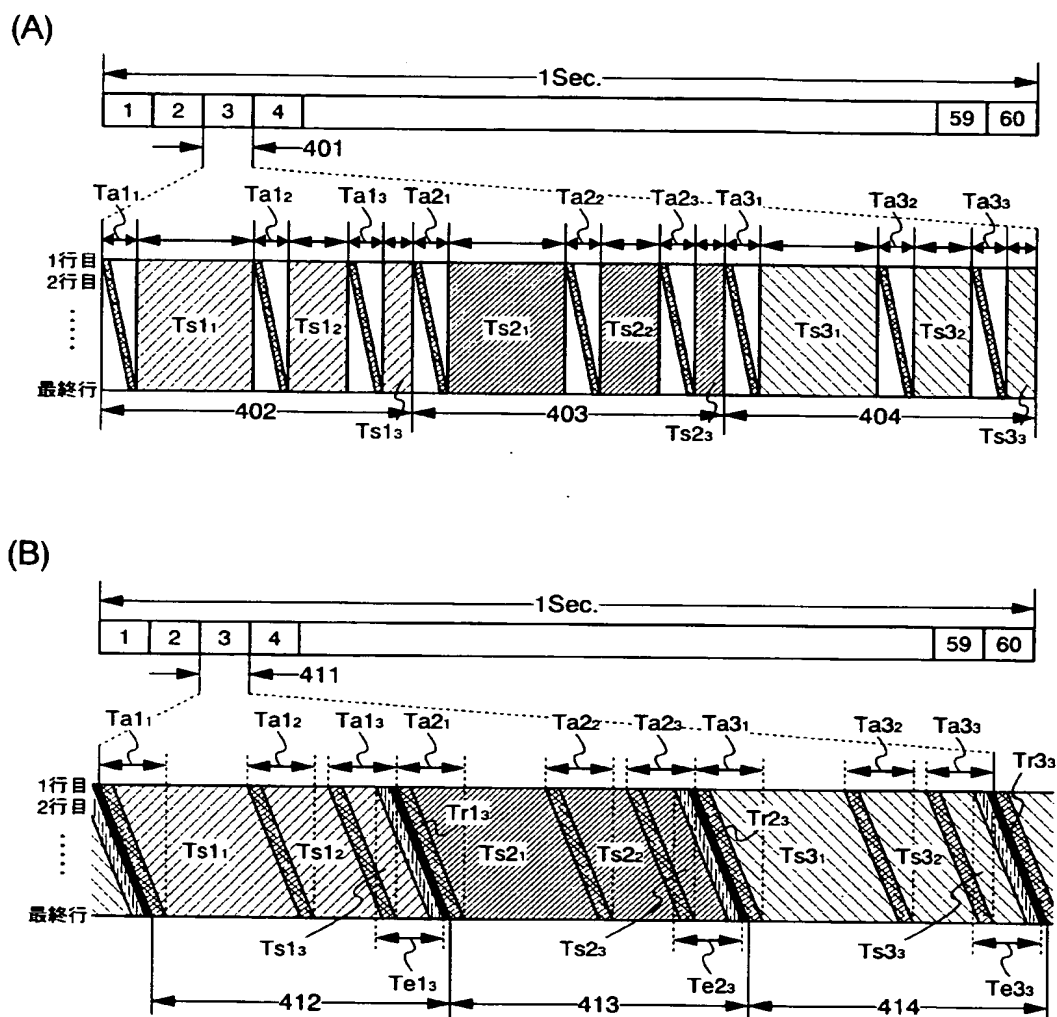 (A)
1Sec.
1 2 3 4 59 60
401
Ta1₁ Ta1₂ Ta1₃ Ta2₁ Ta2₂ Ta2₃ Ta3₁ Ta3₂ Ta3₃
1行目
2行目
Ts1₁ Ts1₂ Ts2₁ Ts2₂ Ts3₁ Ts3₂
最終行
402 403 404
Ts1₃ Ts2₃ Ts3₃
(B)
1Sec.
1 2 3 4 59 60
411
Ta1₁ Ta1₂ Ta1₃ Ta2₁ Ta2₂ Ta2₃ Ta3₁ Ta3₂ Ta3₃ Tr3₃
1行目
2行目
Tr1₃ Tr2₃
Ts1₁ Ts1₂ Ts2₁ Ts2₂ Ts3₁ Ts3₂
最終行
Ts1₃ Ts2₃ Ts3₃
Te1₃ Te2₃ Te3₃
412 413 414